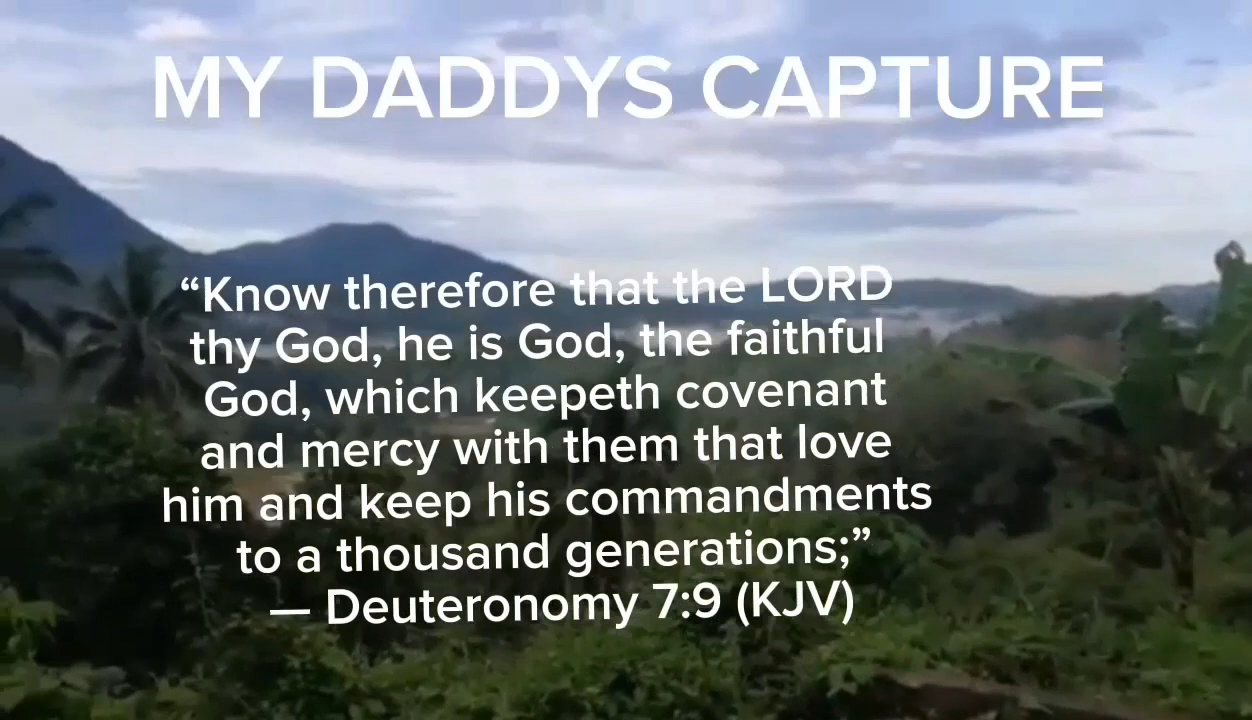 MY DADDYS CAPTURE
“Know therefore that the LORD
thy God, he is God, the faithful
God, which keepeth covenant
and mercy with them that love
him and keep his commandments
to a thousand generations;”
— Deuteronomy 7:9 (KJV)